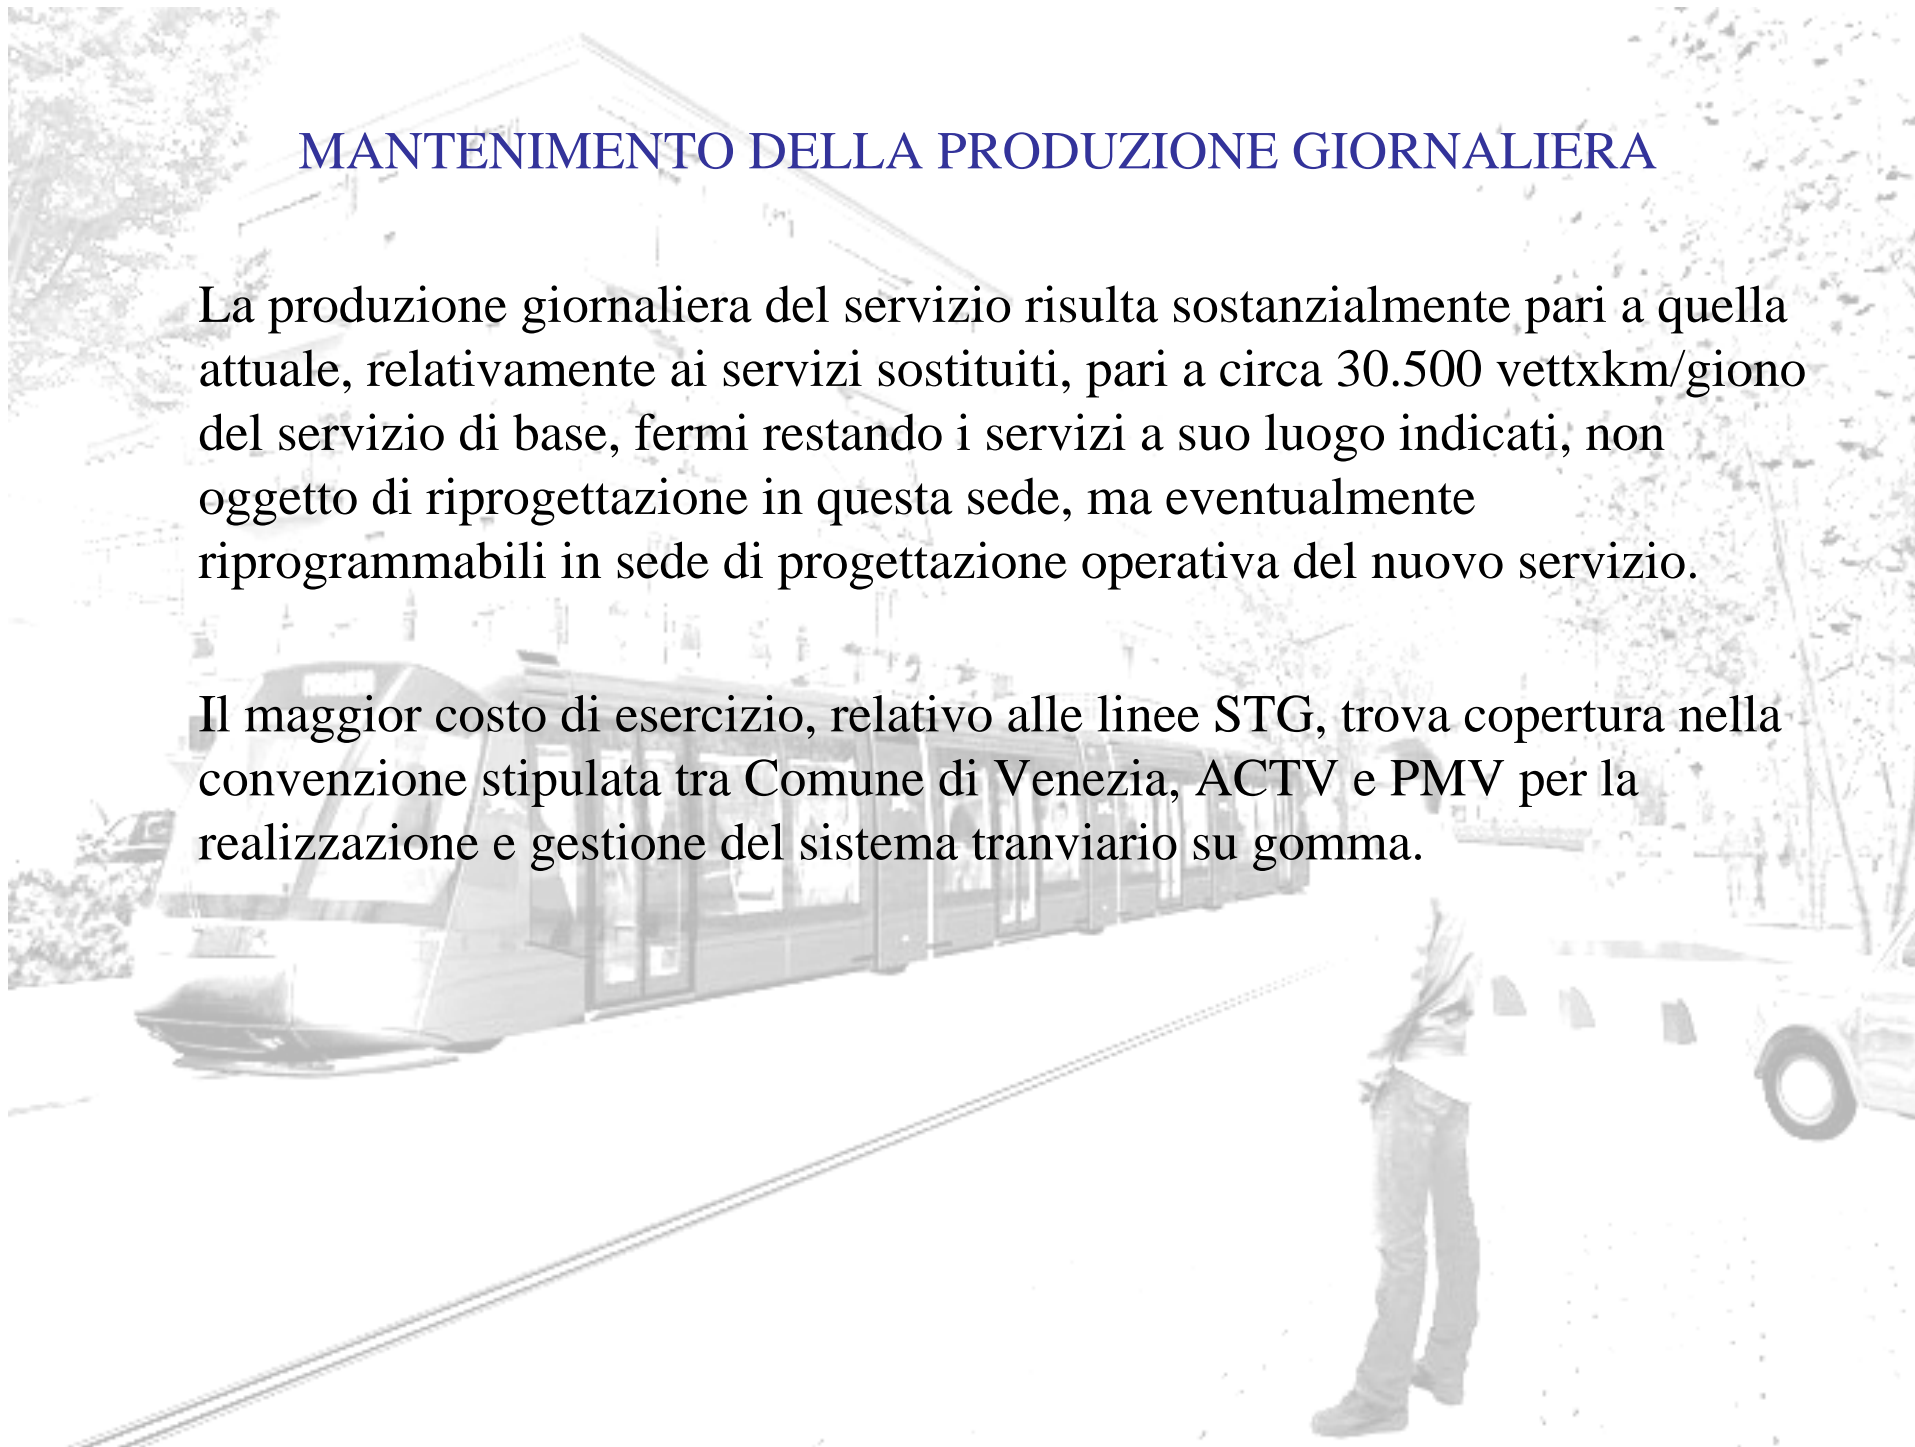 MANTENIMENTO DELLA PRODUZIONE GIORNALIERA
La produzione giornaliera del servizio risulta sostanzialmente pari a quella
attuale, relativamente ai servizi sostituiti, pari a circa 30.500 vettxkm/giono
del servizio di base, fermi restando i servizi a suo luogo indicati, non
oggetto di riprogettazione in questa sede, ma eventualmente
riprogrammabili in sede di progettazione operativa del nuovo servizio.
Il maggior costo di esercizio, relativo alle linee STG, trova copertura nella
convenzione stipulata tra Comune di Venezia, ACTV e PMV per la
realizzazione e gestione del sistema tranviario su gomma.